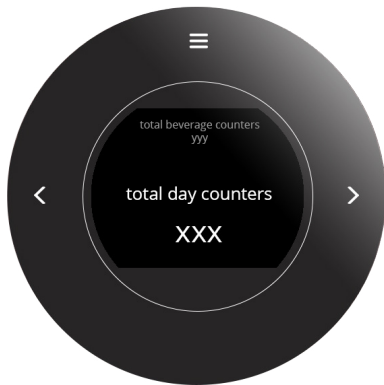 total beverage counters
yyy
total day counters
xxx